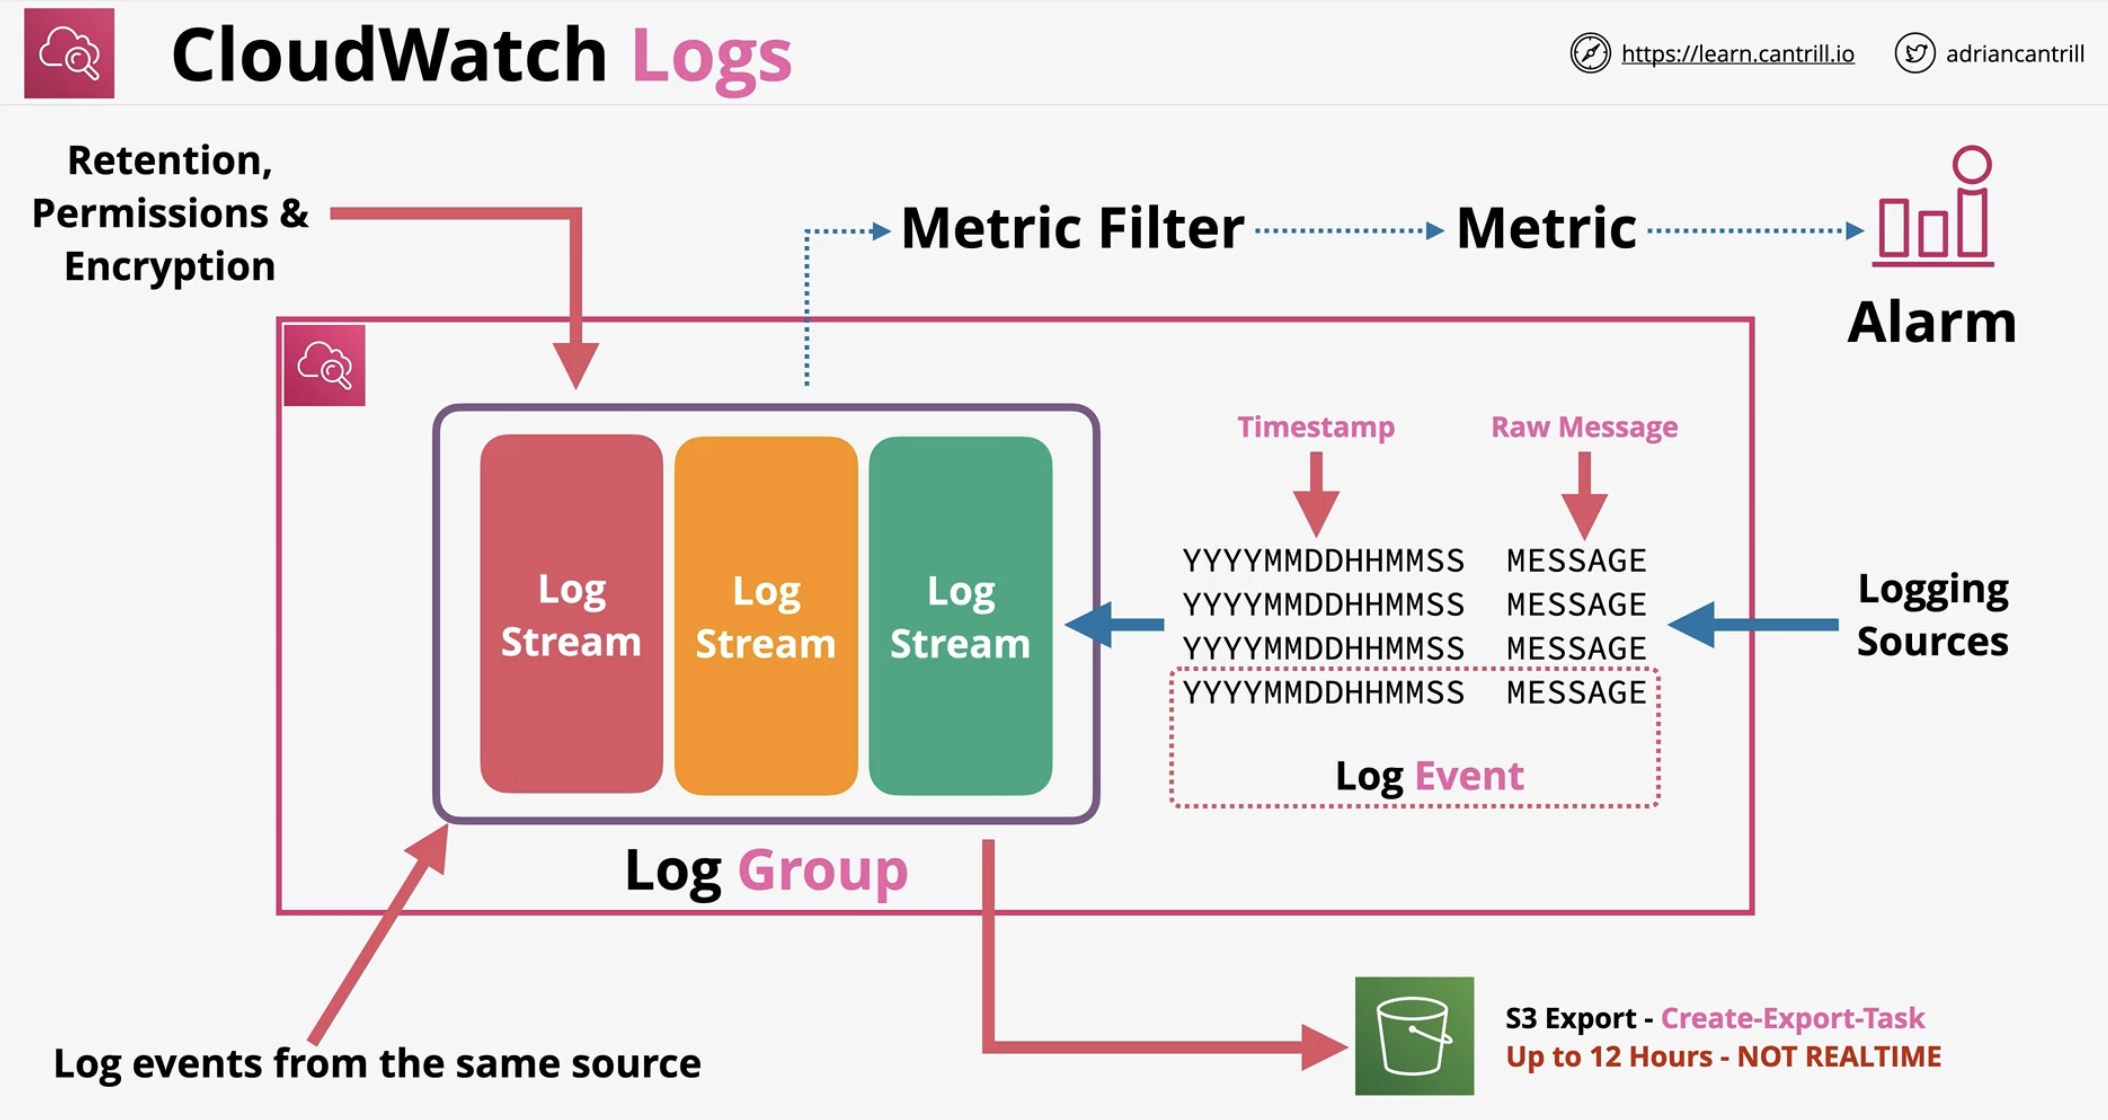 CloudWatch Logs
https://learn.cantrill.io
adriancantrill
Retention,
Permissions &
Encryption
Metric Filter
Metric
Alarm
Timestamp
Raw Message
YYYYMMDDHHMMSS MESSAGE
YYYYMMDDHHMMSS MESSAGE
YYYYMMDDHHMMSS MESSAGE
YYYYMMDDHHMMSS MESSAGE
Log Event
Log
Stream
Log
Stream
Log
Stream
Logging
Sources
Log Group
Log events from the same source
S3 Export - Create-Export-Task
Up to 12 Hours - NOT REALTIME